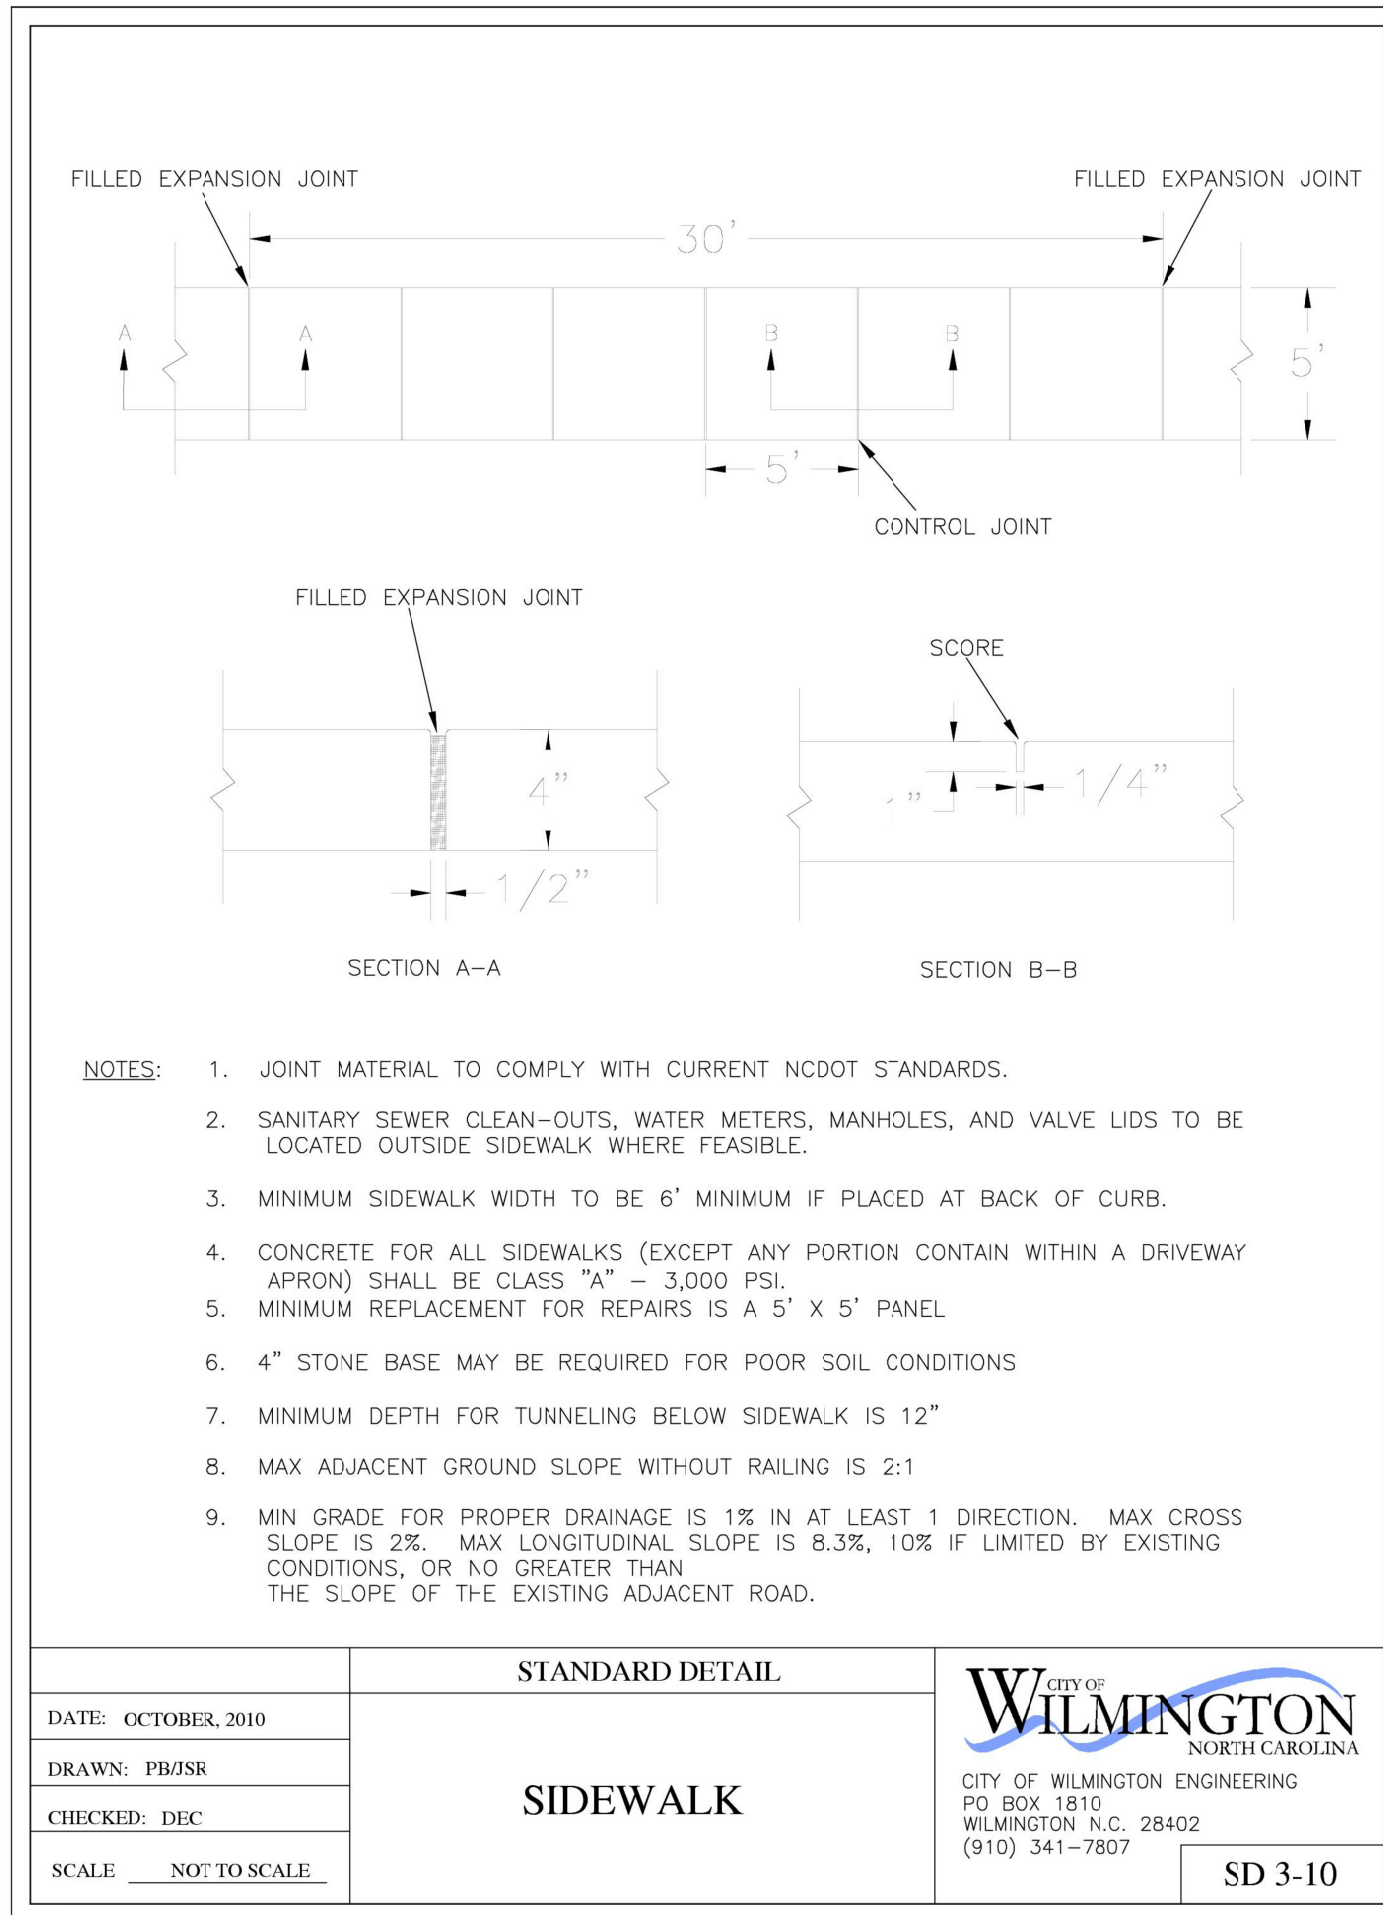 FILLED EXPANSION JOINT
FILLED EXPANSION JOINT
30'
A
A
B
B
5'
5'
CONTROL JOINT
FILLED EXPANSION JOINT
SCORE
4"
1"
1/4"
1/2"
SECTION A-A
SECTION B-B
NOTES:
1. JOINT MATERIAL TO COMPLY WITH CURRENT NCDOT STANDARDS.
2. SANITARY SEWER CLEAN-OUTS, WATER METERS, MANHOLES, AND VALVE LIDS TO BE
LOCATED OUTSIDE SIDEWALK WHERE FEASIBLE.
3. MINIMUM SIDEWALK WIDTH TO BE 6' MINIMUM IF PLACED AT BACK OF CURB.
4. CONCRETE FOR ALL SIDEWALKS (EXCEPT ANY PORTION CONTAIN WITHIN A DRIVEWAY
APRON) SHALL BE CLASS "A" – 3,000 PSI.
5. MINIMUM REPLACEMENT FOR REPAIRS IS A 5' X 5' PANEL
6. 4" STONE BASE MAY BE REQUIRED FOR POOR SOIL CONDITIONS
7. MINIMUM DEPTH FOR TUNNELING BELOW SIDEWALK IS 12"
8. MAX ADJACENT GROUND SLOPE WITHOUT RAILING IS 2:1
9. MIN GRADE FOR PROPER DRAINAGE IS 1% IN AT LEAST 1 DIRECTION. MAX CROSS
SLOPE IS 2%. MAX LONGITUDINAL SLOPE IS 8.3%, 10% IF LIMITED BY EXISTING
CONDITIONS, OR NO GREATER THAN
THE SLOPE OF THE EXISTING ADJACENT ROAD.
STANDARD DETAIL
DATE: OCTOBER, 2010
DRAWN: PB/JSR
CHECKED: DEC
SCALE NOT TO SCALE
SIDEWALK
CITY OF
WILMINGTON
NORTH CAROLINA
CITY OF WILMINGTON ENGINEERING
PO BOX 1810
WILMINGTON N.C. 28402
(910) 341-7807
SD 3-10